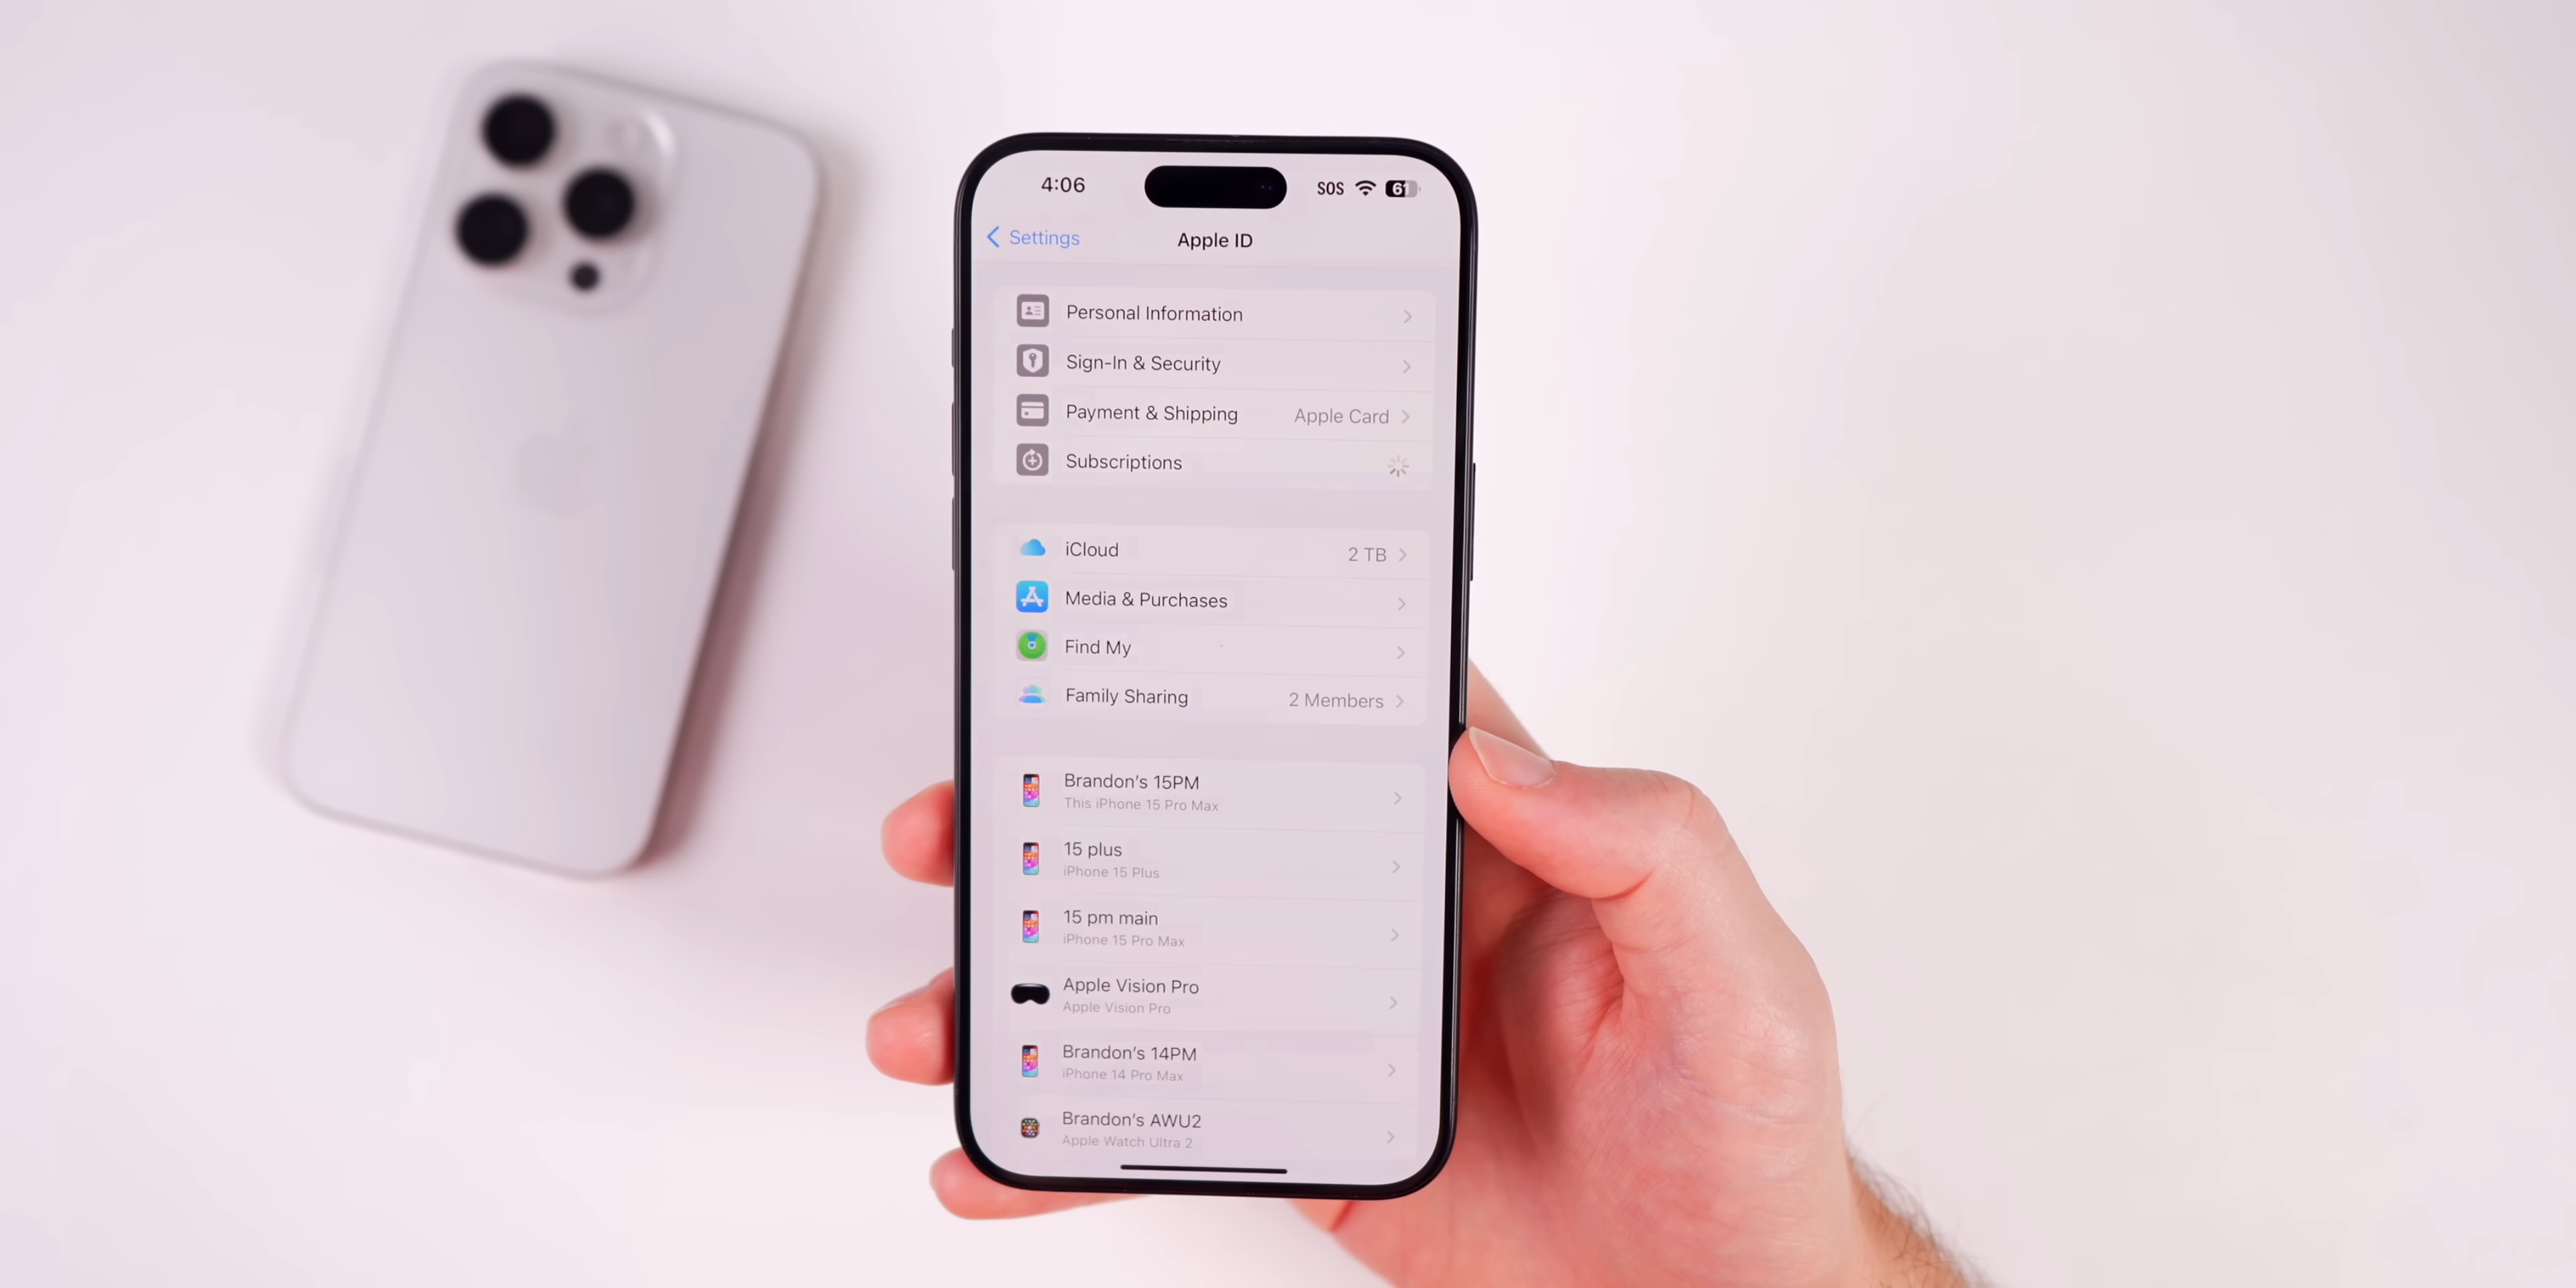 4:06 SOS 61
Settings Apple ID
Personal Information
Sign-In & Security
Payment & Shipping Apple Card
Subscriptions
iCloud 2 TB
Media & Purchases
Find My
Family Sharing 2 Members
Brandon's 15PM
This iPhone 15 Pro Max
15 plus
iPhone 15 Plus
15 pm main
iPhone 15 Pro Max
Apple Vision Pro
Apple Vision Pro
Brandon's 14PM
iPhone 14 Pro Max
Brandon's AWU2
Apple Watch Ultra 2